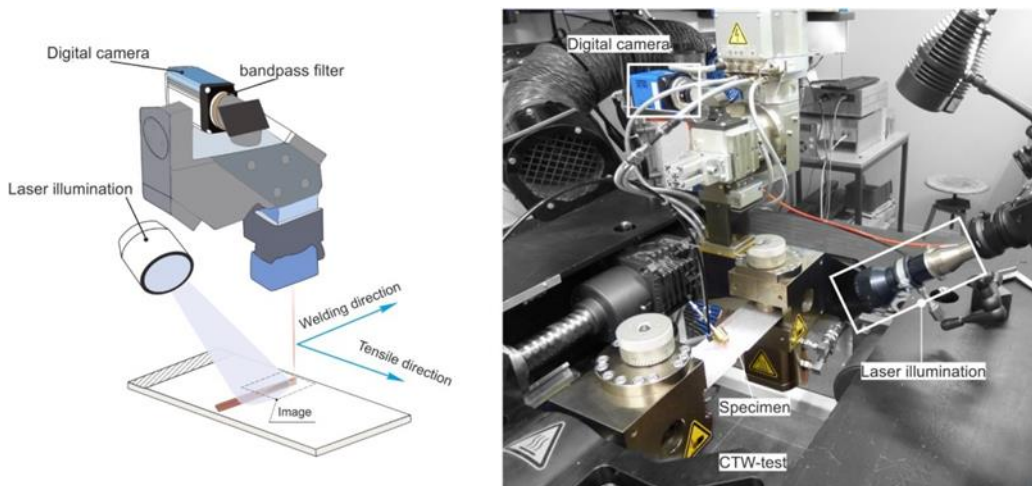 Digital camera
bandpass filter
Laser illumination
Welding direction
Tensile direction
Image
Digital camera
Laser illumination
Specimen
CTW-test